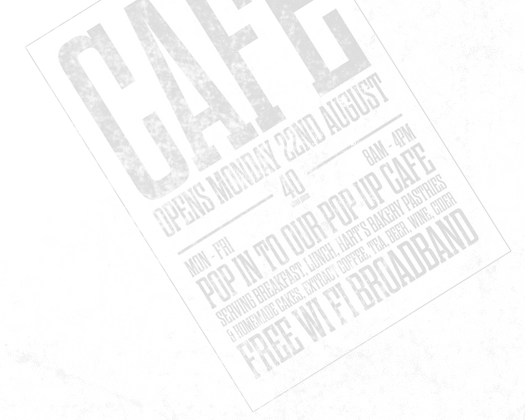 CAFE
OPENS MONDAY 22ND AUGUST
40
MON - FRI 8AM - 4PM
POP IN TO OUR POP UP CAFE
SERVING BREAKFAST, LUNCH, HART'S BAKERY PASTRIES
& HOMEMADE CAKES, EXTRACT COFFEE, TEA, BEER, WINE, CIDER
FREE WI FI BROADBAND